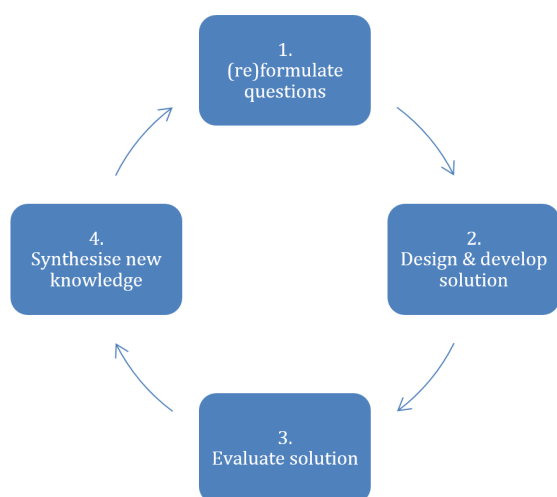 1.
(re)formulate
questions
2.
Design & develop
solution
3.
Evaluate solution
4.
Synthesise new
knowledge